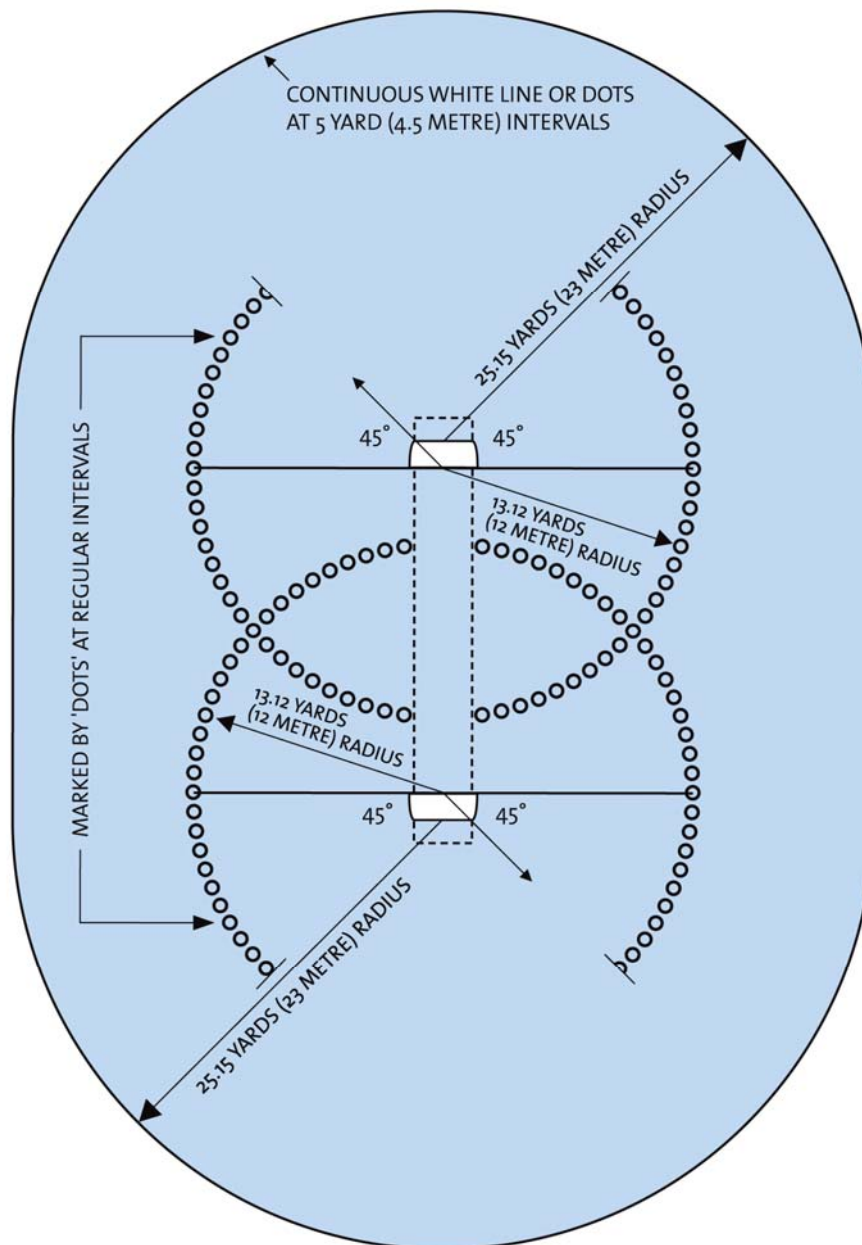 CONTINUOUS WHITE LINE OR DOTS
AT 5 YARD (4.5 METRE) INTERVALS
25.15 YARDS (23 METRE) RADIUS
MARKED BY 'DOTS' AT REGULAR INTERVALS
45°
45°
13.12 YARDS
(12 METRE) RADIUS
13.12 YARDS
(12 METRE) RADIUS
45°
45°
25.15 YARDS (23 METRE) RADIUS